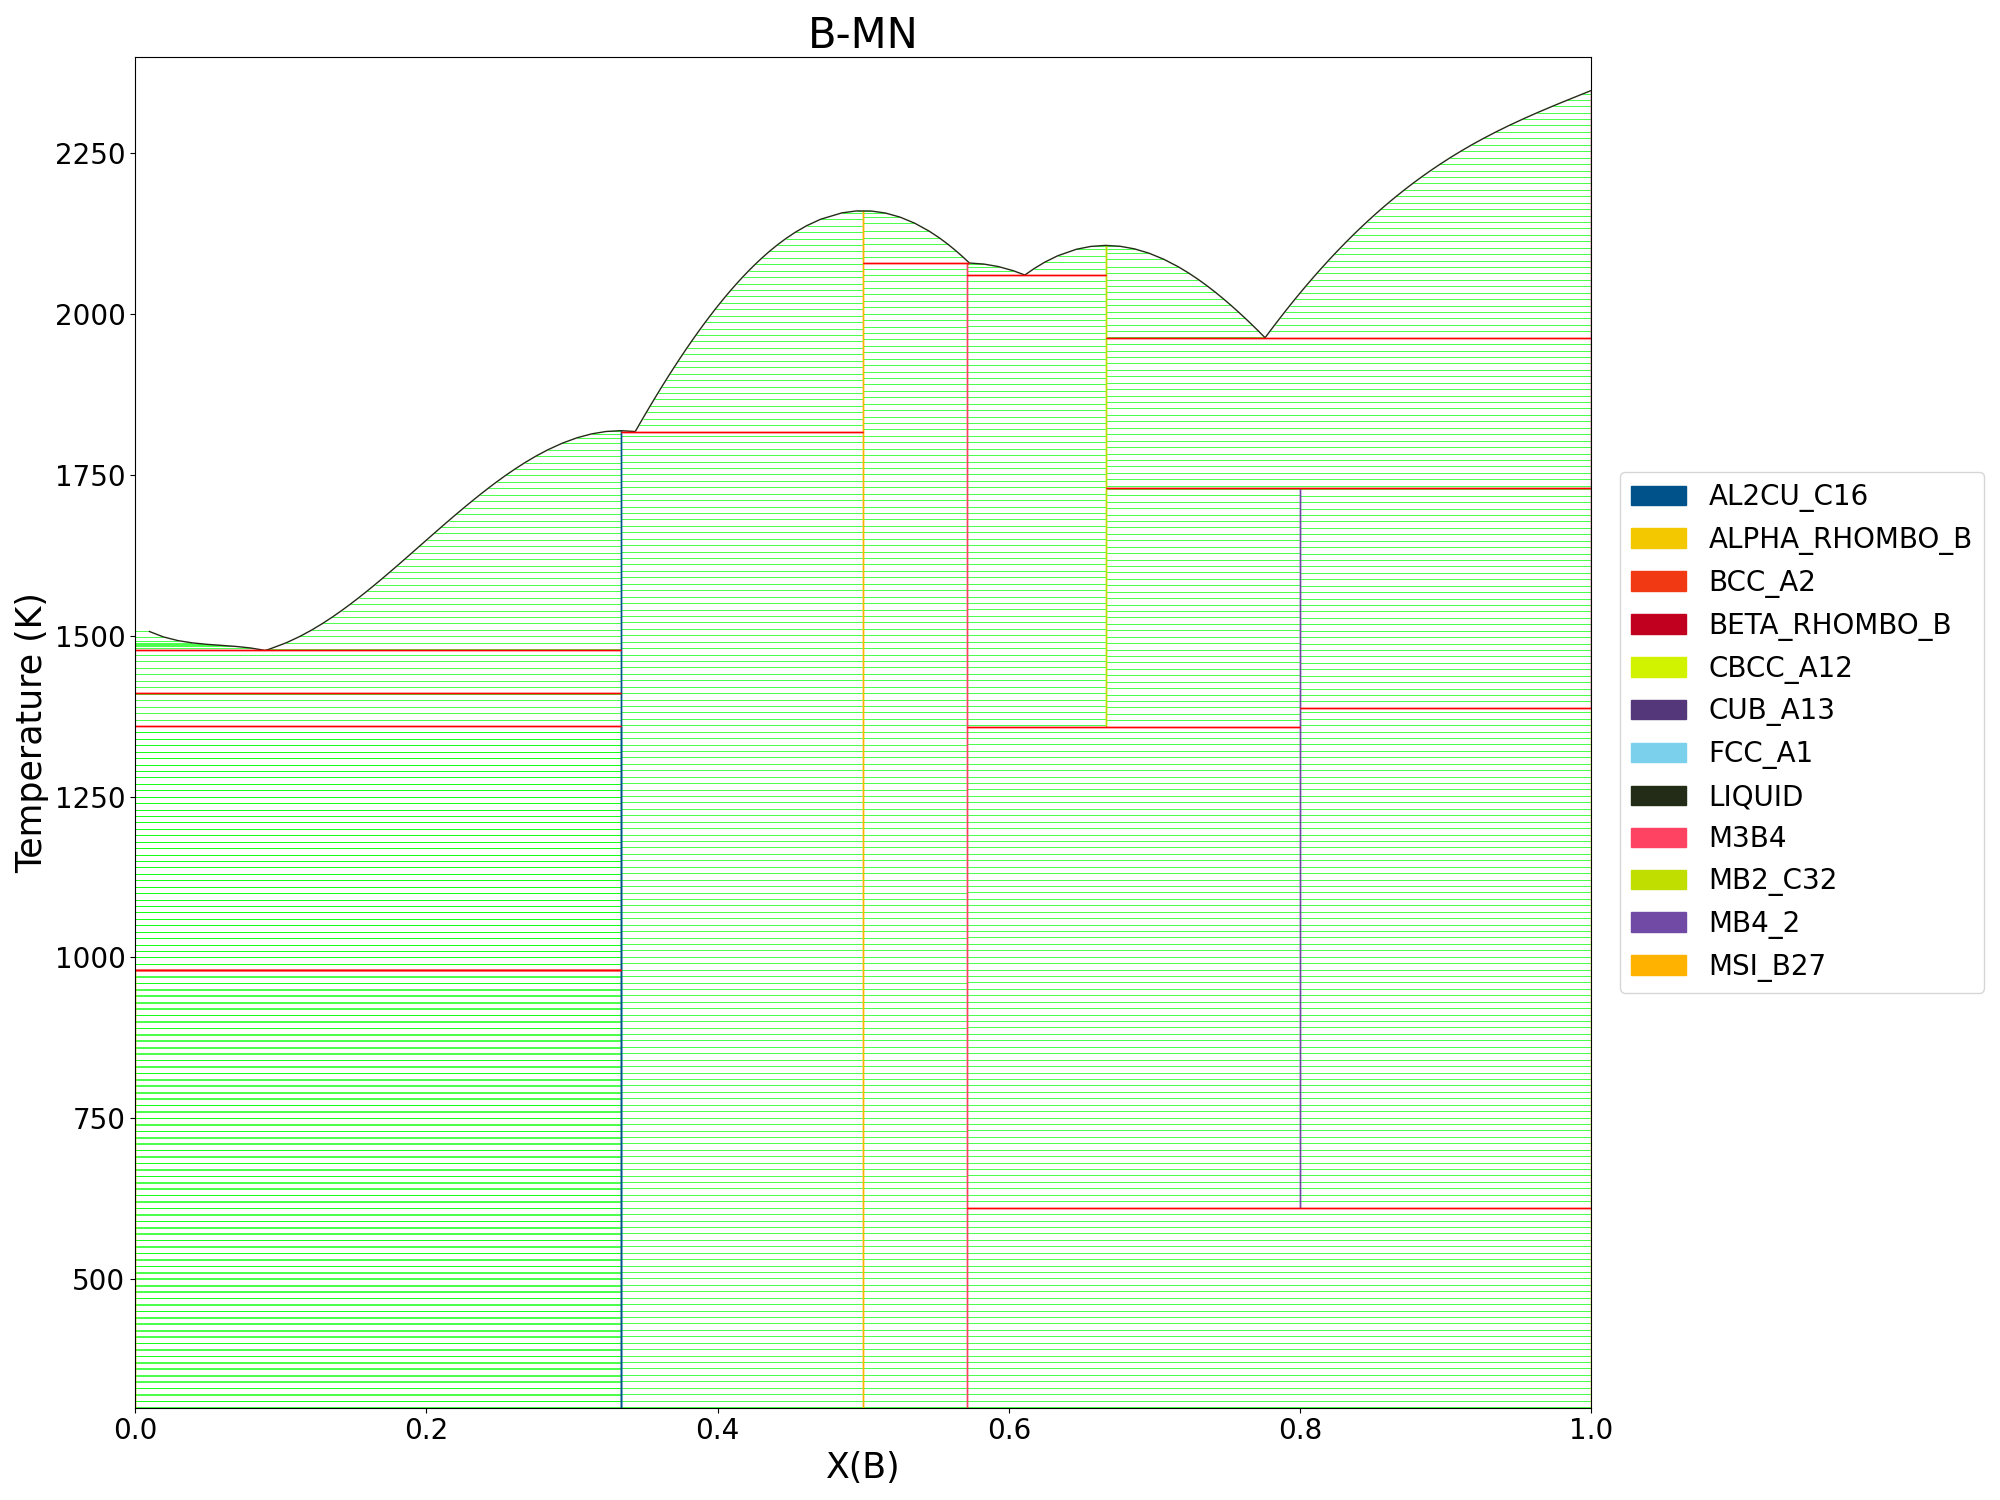 B-MN
Temperature (K)
2250
2000
1750
1500
1250
1000
750
500
0.0
0.2
0.4
0.6
0.8
1.0
X(B)
AL2CU_C16
ALPHA_RHOMBO_B
BCC_A2
BETA_RHOMBO_B
CBCC_A12
CUB_A13
FCC_A1
LIQUID
M3B4
MB2_C32
MB4_2
MSI_B27